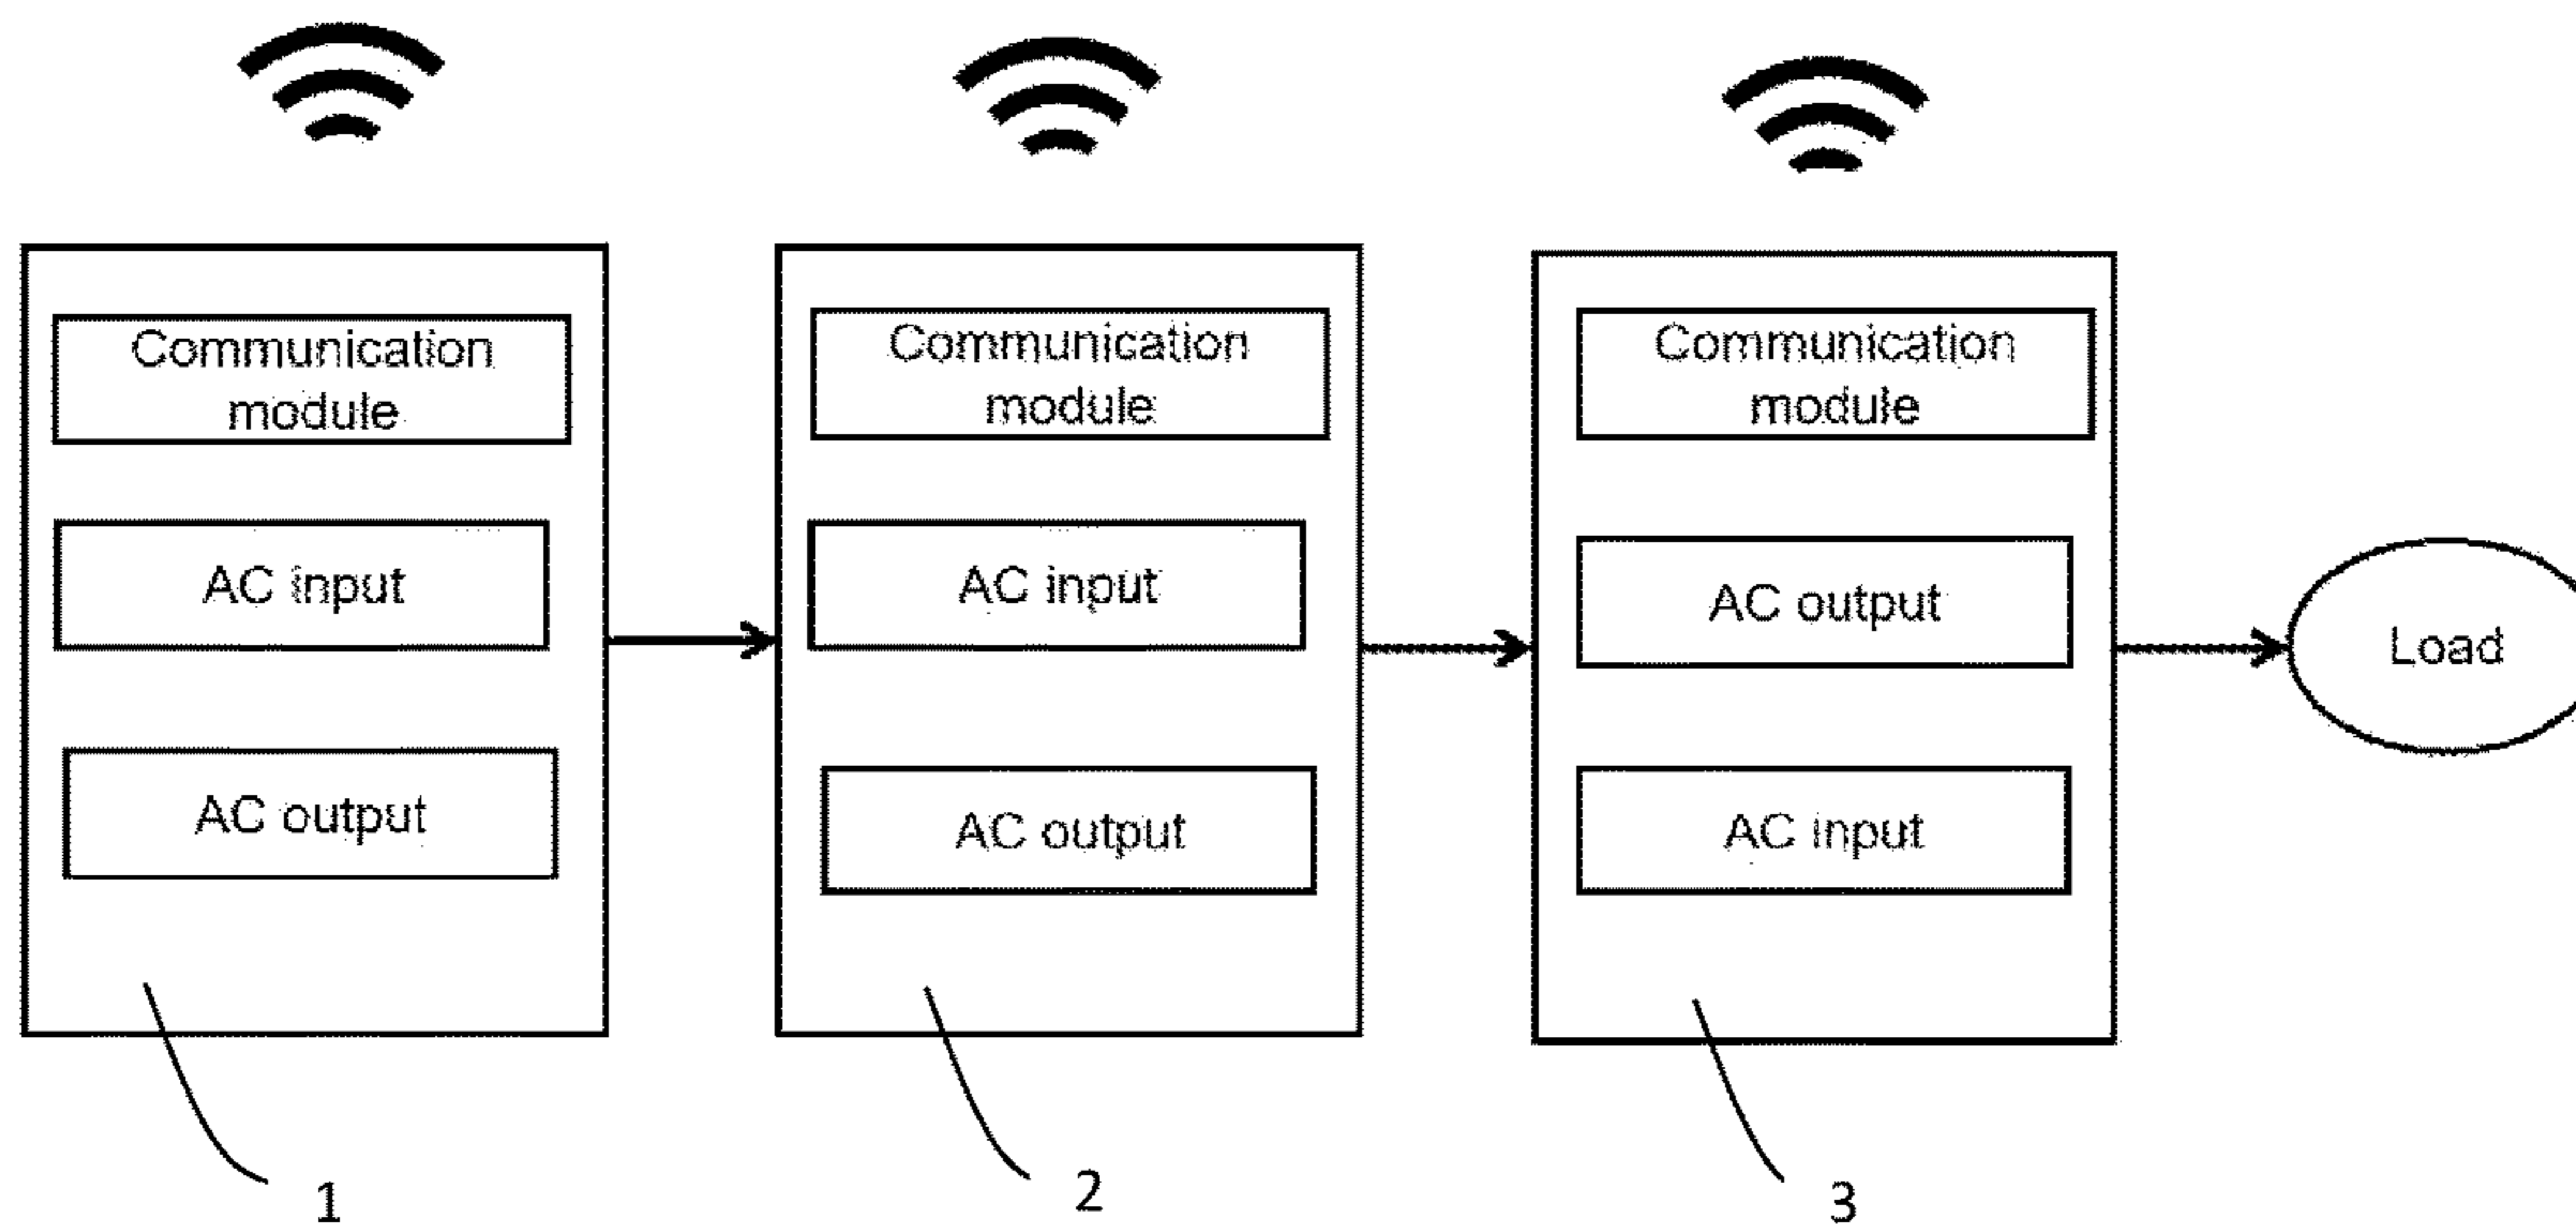 Communication
module
AC input
AC output
1
Communication
module
AC input
AC output
2
Communication
module
AC output
AC input
3
Load